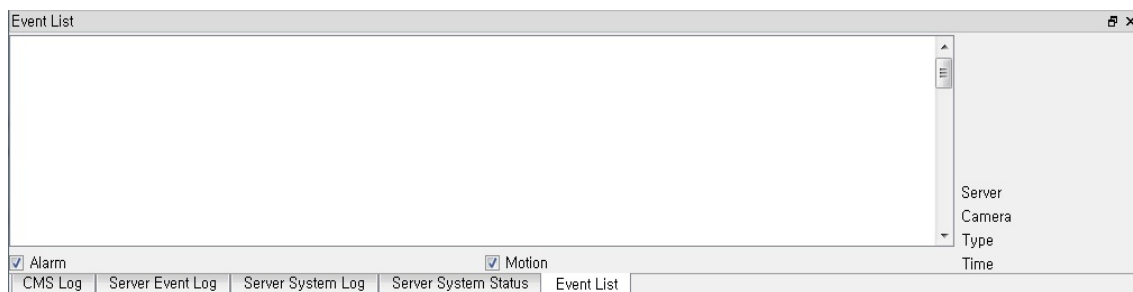 Event List
Server
Camera
Type
Alarm Motion Time
CMS Log Server Event Log Server System Log Server System Status Event List